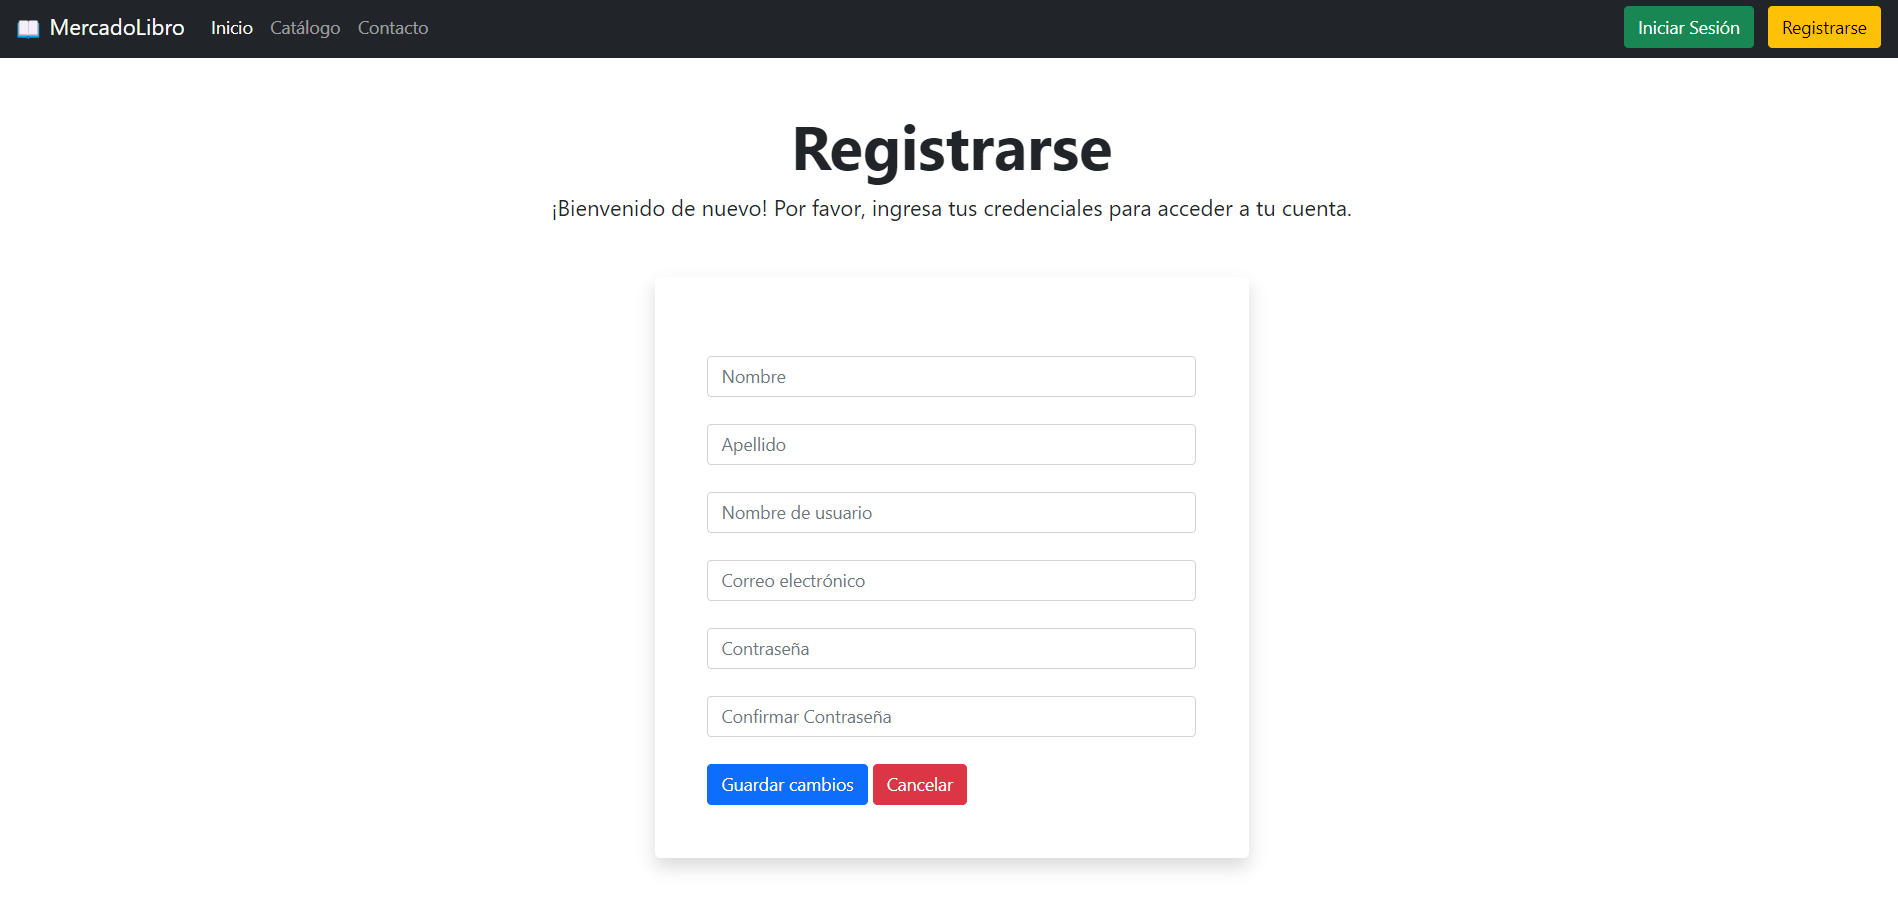 MercadoLibro Inicio Catálogo Contacto Iniciar Sesión Registrarse
Registrarse
¡Bienvenido de nuevo! Por favor, ingresa tus credenciales para acceder a tu cuenta.
Nombre
Apellido
Nombre de usuario
Correo electrónico
Contraseña
Confirmar Contraseña
Guardar cambios Cancelar